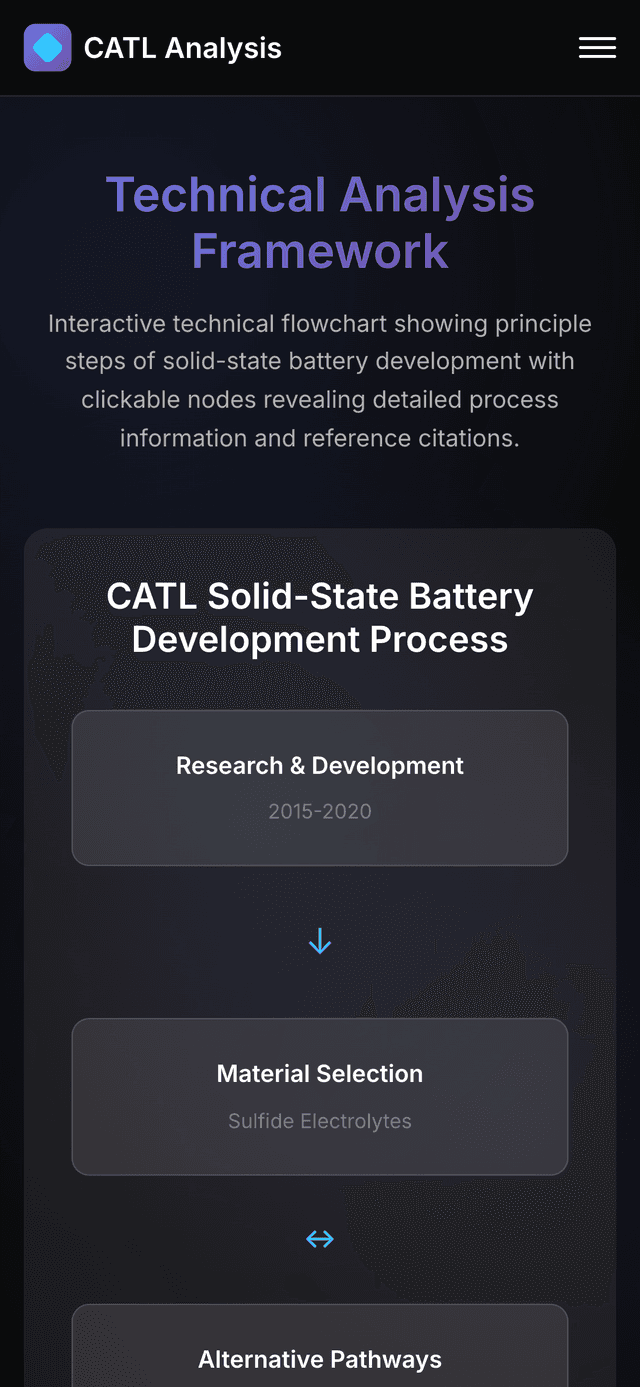 CATL Analysis
Technical Analysis
Framework
Interactive technical flowchart showing principle
steps of solid-state battery development with
clickable nodes revealing detailed process
information and reference citations.
CATL Solid-State Battery
Development Process
Research & Development
2015-2020
Material Selection
Sulfide Electrolytes
Alternative Pathways